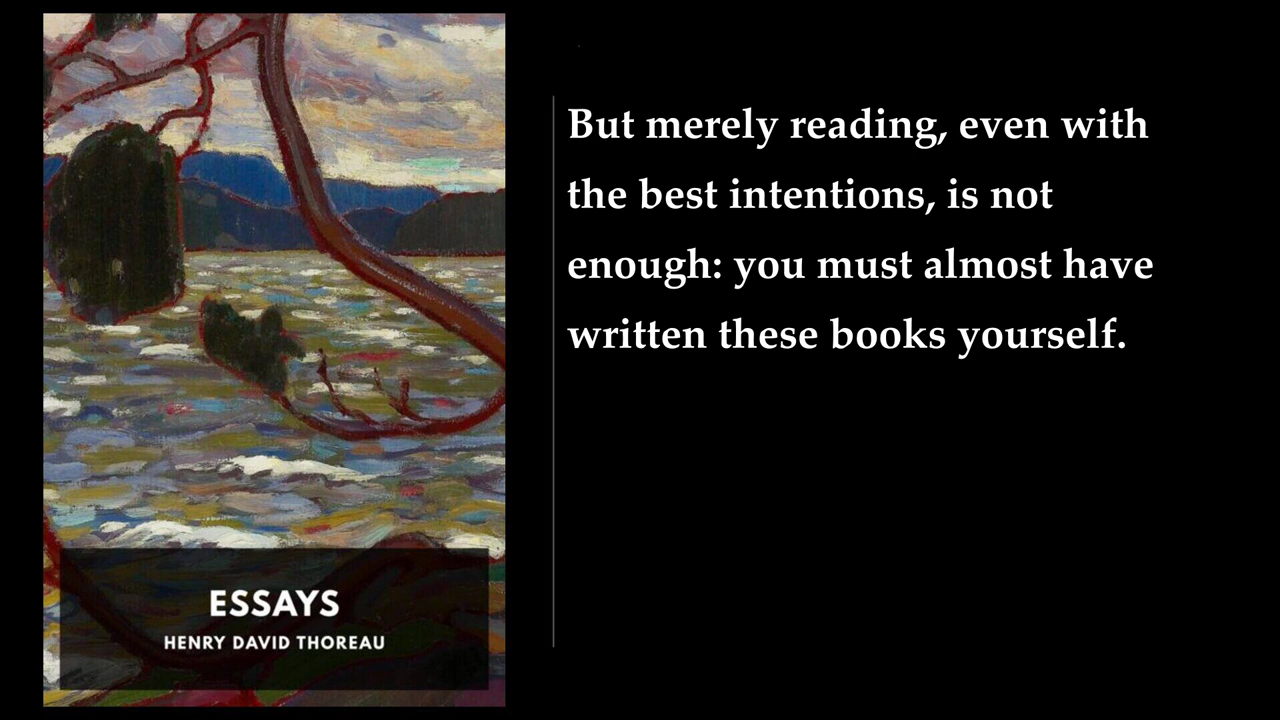 ESSAYS
HENRY DAVID THOREAU
But merely reading, even with
the best intentions, is not
enough: you must almost have
written these books yourself.